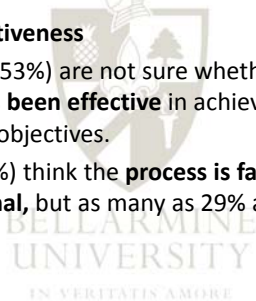 tiveness
53%) are not sure wheth
been effective in achiev
objectives.
%) think the process is fa
nal, but as many as 29% a
BELLARMINE
UNIVERSITY
IN VERITATIS AMORE